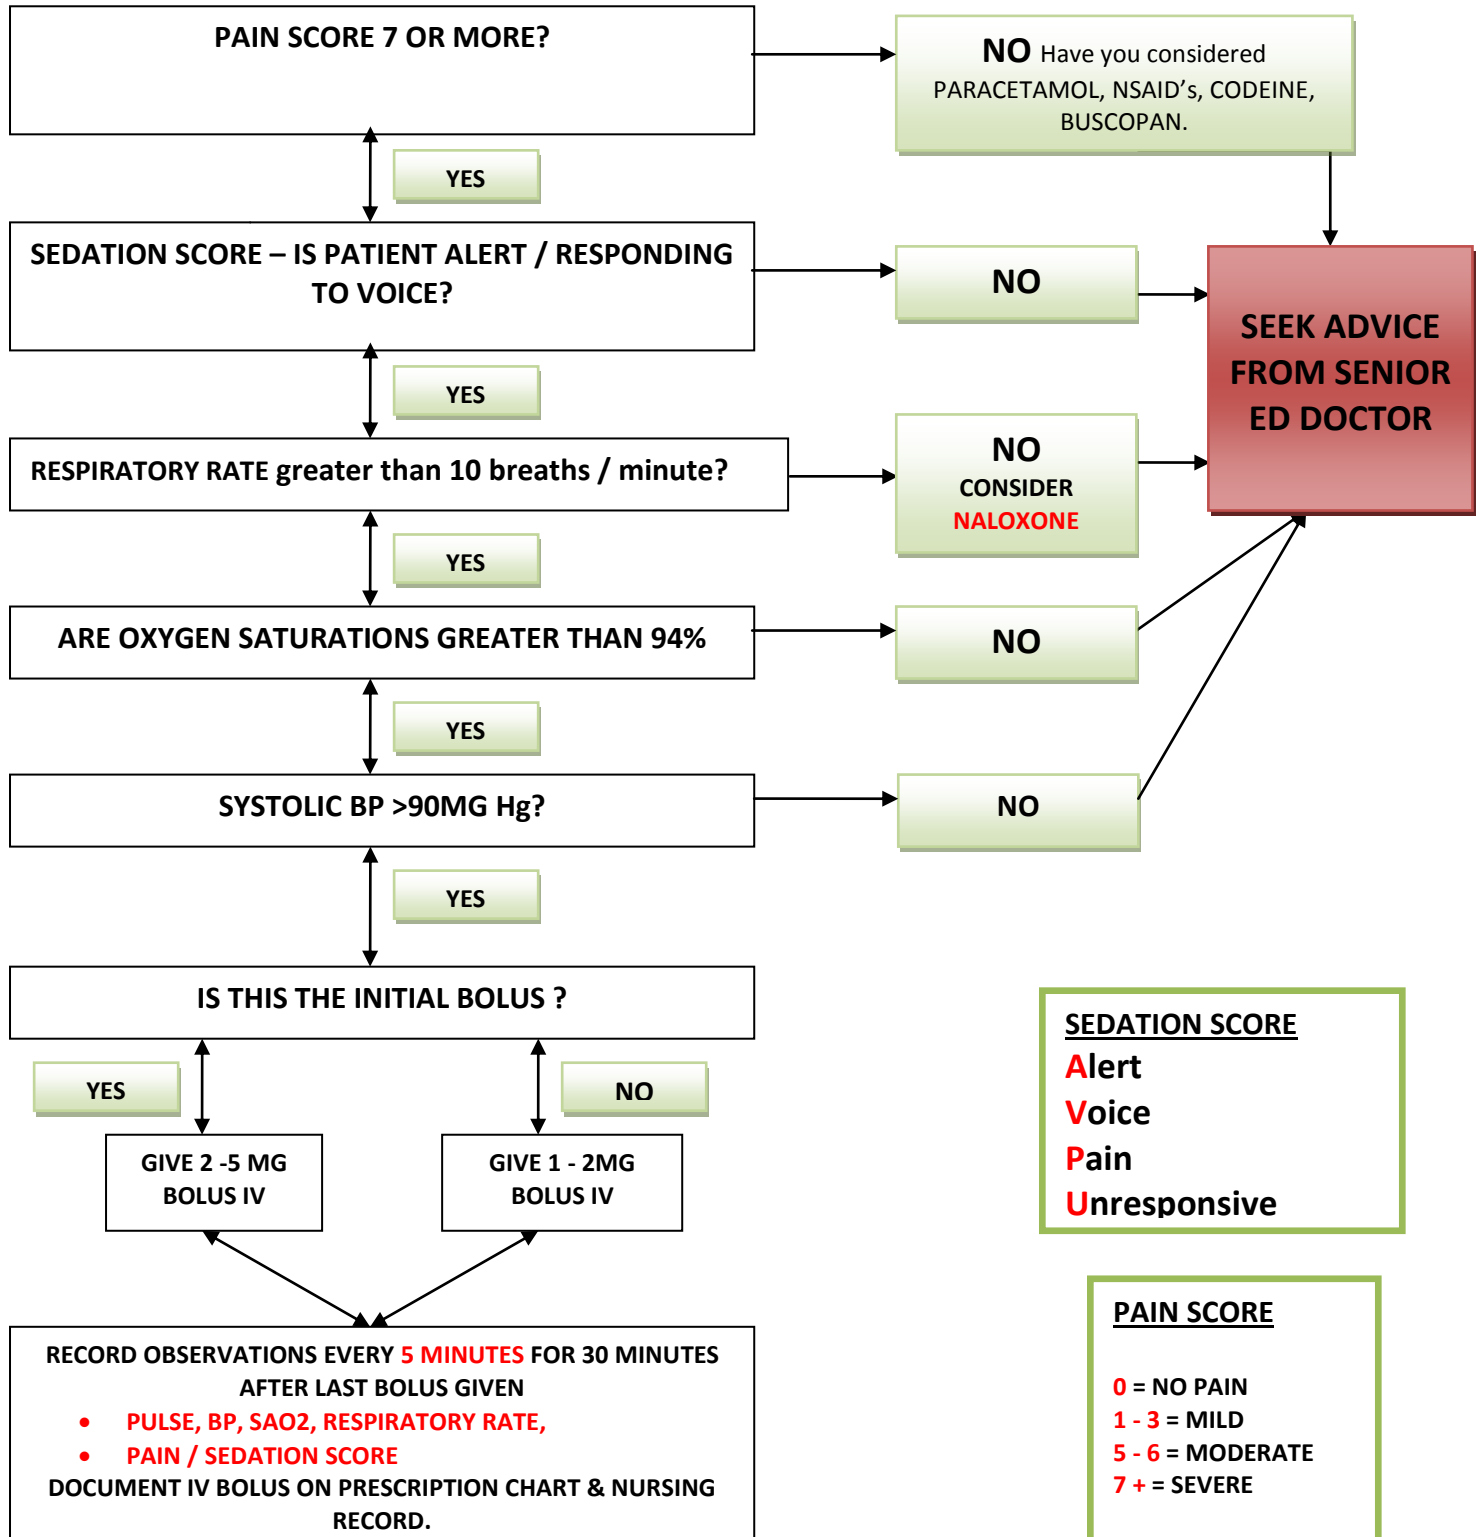 PAIN SCORE 7 OR MORE?
NO Have you considered
PARACETAMOL, NSAID's, CODEINE,
BUSCOPAN.
YES
SEDATION SCORE – IS PATIENT ALERT / RESPONDING
TO VOICE?
NO
SEEK ADVICE
FROM SENIOR
ED DOCTOR
YES
RESPIRATORY RATE greater than 10 breaths / minute?
NO
CONSIDER
NALOXONE
YES
ARE OXYGEN SATURATIONS GREATER THAN 94%
NO
YES
SYSTOLIC BP >90MG Hg?
NO
YES
IS THIS THE INITIAL BOLUS ?
YES
NO
GIVE 2 -5 MG
BOLUS IV
GIVE 1 - 2MG
BOLUS IV
RECORD OBSERVATIONS EVERY 5 MINUTES FOR 30 MINUTES
AFTER LAST BOLUS GIVEN
• PULSE, BP, SAO2, RESPIRATORY RATE,
• PAIN / SEDATION SCORE
DOCUMENT IV BOLUS ON PRESCRIPTION CHART & NURSING
RECORD.
SEDATION SCORE
Alert
Voice
Pain
Unresponsive
PAIN SCORE
0 = NO PAIN
1 - 3 = MILD
5 - 6 = MODERATE
7 + = SEVERE